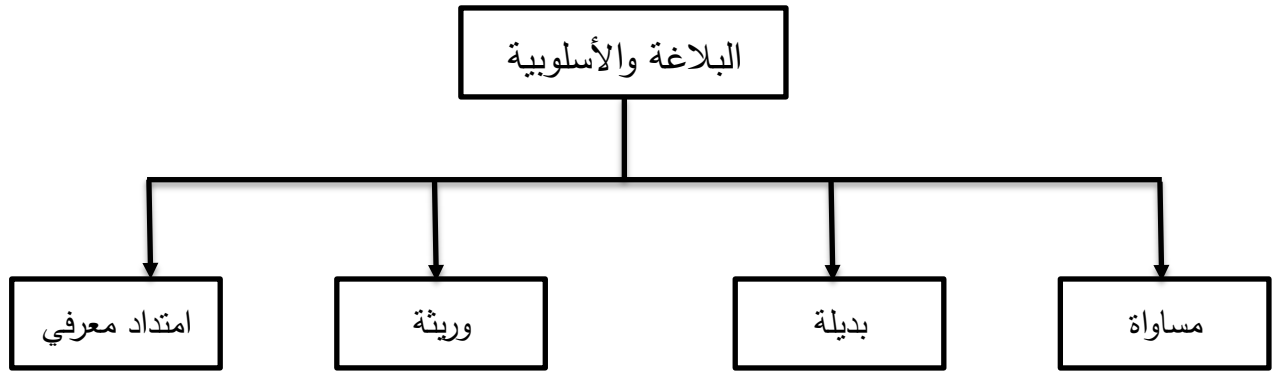 البلاغة والأسلوبية
مساواة
بديلة
وريثة
امتداد معرفي